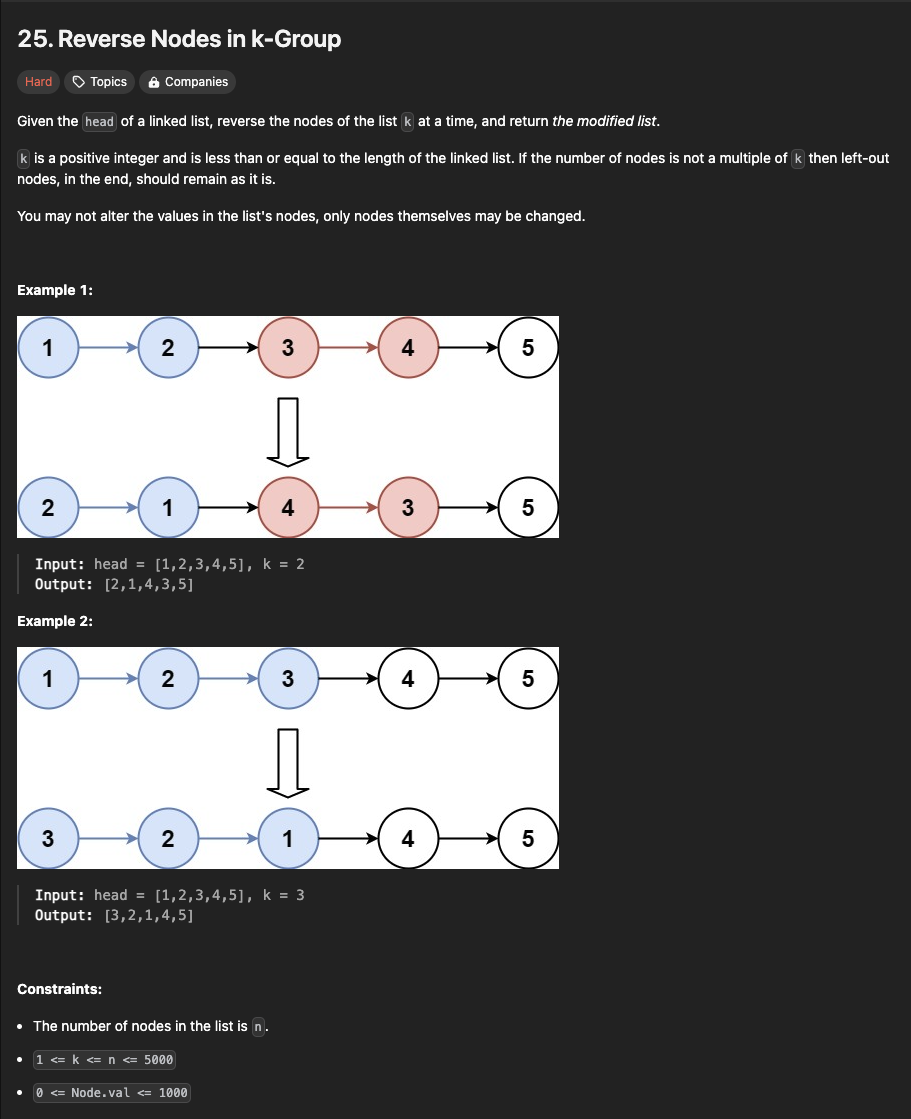 25. Reverse Nodes in k-Group
Hard Topics Companies
Given the head of a linked list, reverse the nodes of the list k at a time, and return the modified list.
k is a positive integer and is less than or equal to the length of the linked list. If the number of nodes is not a multiple of k then left-out
nodes, in the end, should remain as it is.
You may not alter the values in the list's nodes, only nodes themselves may be changed.
Example 1:
1 2 3 4 5
2 1 4 3 5
Input: head = [1,2,3,4,5], k = 2
Output: [2,1,4,3,5]
Example 2:
1 2 3 4 5
3 2 1 4 5
Input: head = [1,2,3,4,5], k = 3
Output: [3,2,1,4,5]
Constraints:
• The number of nodes in the list is n.
• 1 <= k <= n <= 5000
• 0 <= Node.val <= 1000